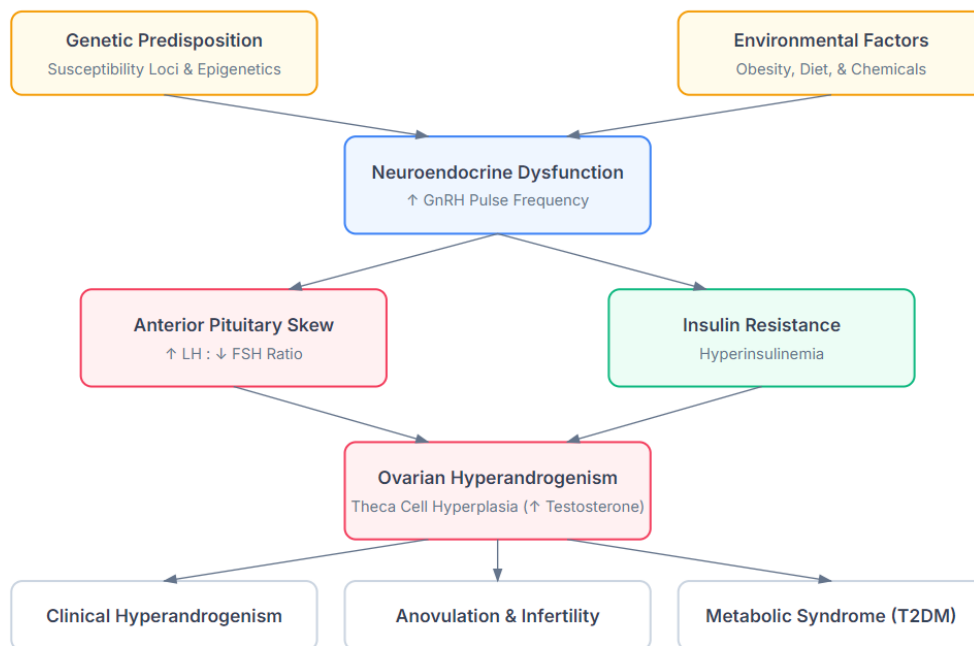 Genetic Predisposition
Susceptibility Loci & Epigenetics
Environmental Factors
Obesity, Diet, & Chemicals
Neuroendocrine Dysfunction
↑ GnRH Pulse Frequency
Anterior Pituitary Skew
↑ LH : ↓ FSH Ratio
Insulin Resistance
Hyperinsulinemia
Ovarian Hyperandrogenism
Theca Cell Hyperplasia (↑ Testosterone)
Clinical Hyperandrogenism
Anovulation & Infertility
Metabolic Syndrome (T2DM)